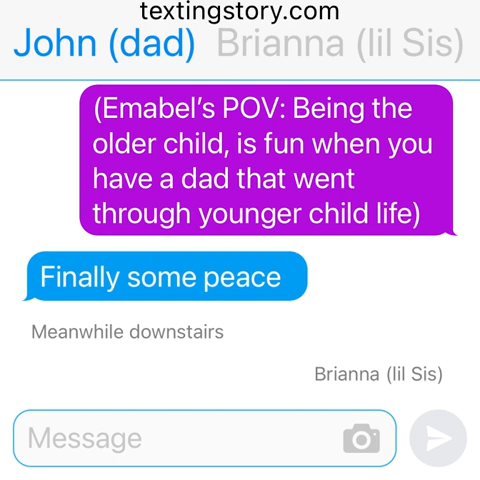 textingstory.com
John (dad) Brianna (lil Sis)
(Emabel's POV: Being the
older child, is fun when you
have a dad that went
through younger child life)
Finally some peace
Meanwhile downstairs
Brianna (lil Sis)
Message